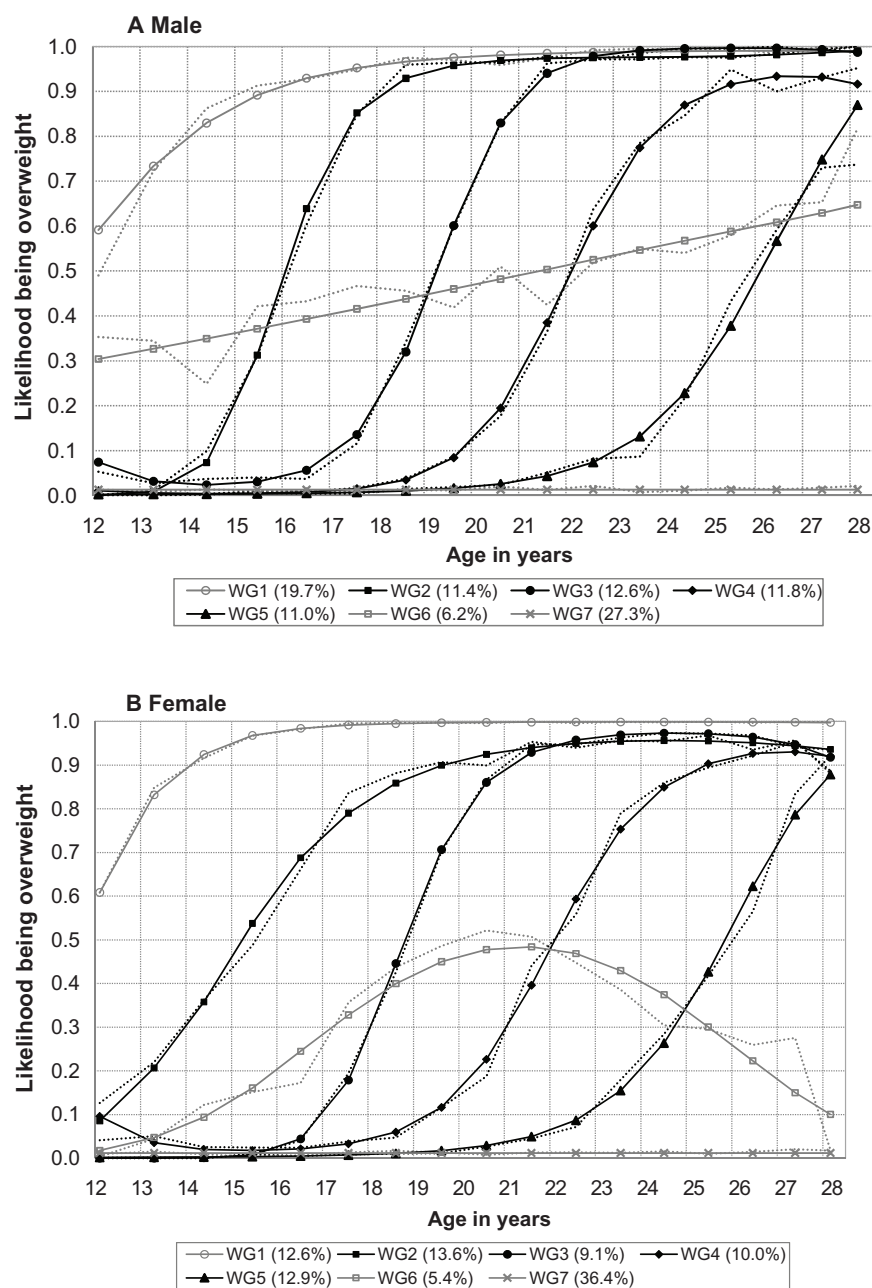 A Male
1.0
0.9
0.8
0.7
0.6
0.5
0.4
0.3
0.2
0.1
0.0
Likelihood being overweight
12 13 14 15 16 17 18 19 20 21 22 23 24 25 26 27 28
Age in years
WG1 (19.7%) WG2 (11.4%) WG3 (12.6%) WG4 (11.8%)
WG5 (11.0%) WG6 (6.2%) WG7 (27.3%)
B Female
1.0
0.9
0.8
0.7
0.6
0.5
0.4
0.3
0.2
0.1
0.0
Likelihood being overweight
12 13 14 15 16 17 18 19 20 21 22 23 24 25 26 27 28
Age in years
WG1 (12.6%) WG2 (13.6%) WG3 (9.1%) WG4 (10.0%)
WG5 (12.9%) WG6 (5.4%) WG7 (36.4%)